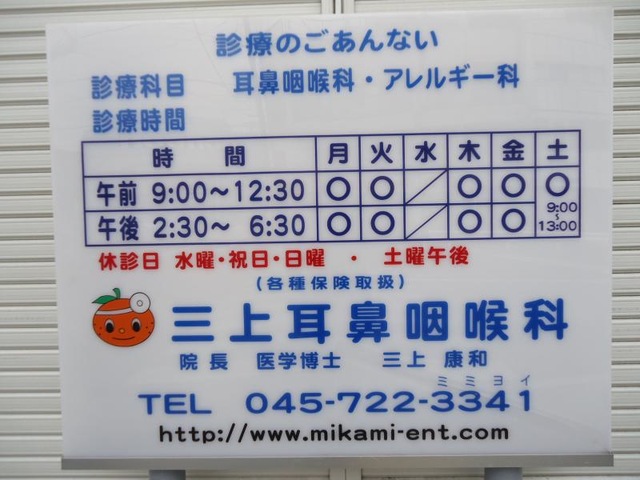 診療のごあんない
診療科目 耳鼻咽喉科・アレルギー科
診療時間
時間 月 火 水 木 金 土
午前 9:00～12:30 ○ ○ ／ ○ ○ ○
午後 2:30～ 6:30 ○ ○ ／ ○ ○ 9:00～13:00
休診日 水曜・祝日・日曜 ・ 土曜午後
(各種保険取扱)
三上耳鼻咽喉科
院長 医学博士 三上 康和
ミミヨイ
TEL 045-722-3341
http://www.mikami-ent.com